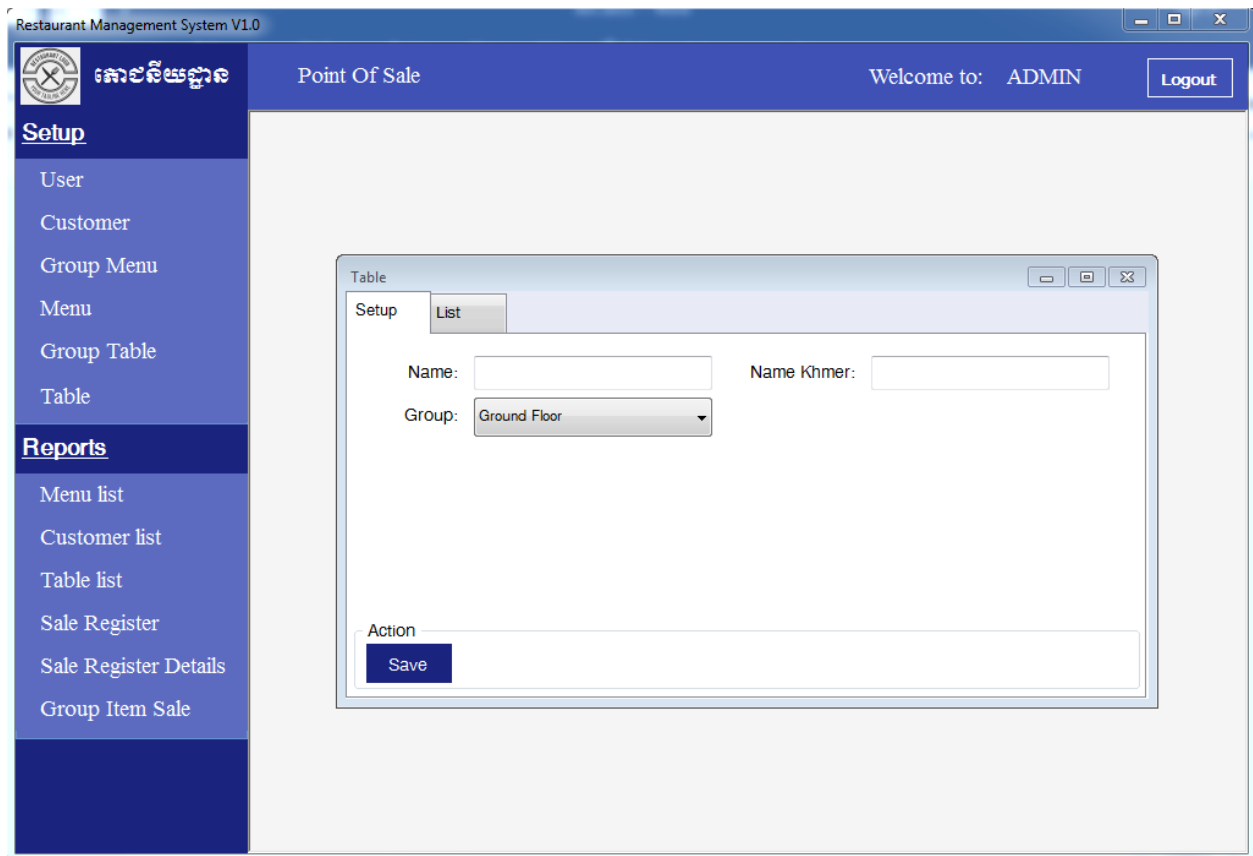 Restaurant Management System V1.0
ភោជនីយដ្ឋាន
Point Of Sale
Welcome to: ADMIN
Logout
Setup
User
Customer
Group Menu
Menu
Group Table
Table
Reports
Menu list
Customer list
Table list
Sale Register
Sale Register Details
Group Item Sale
Table
Setup
List
Name:
Name Khmer:
Group:
Ground Floor
Action
Save